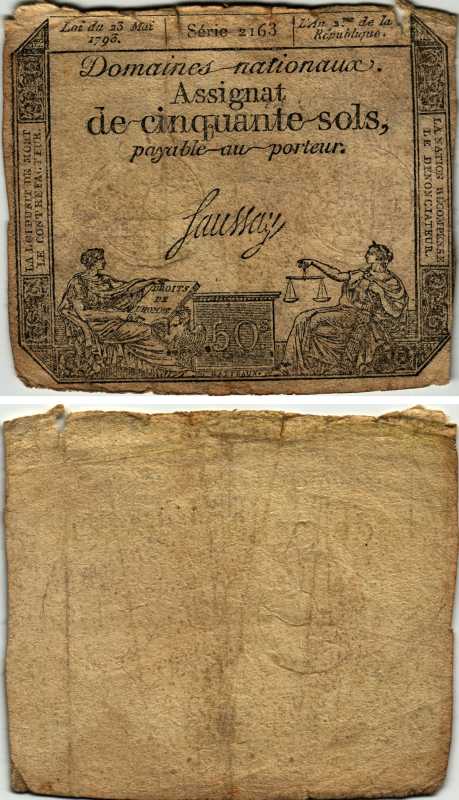 Loi du 23 Mai
1793.
Série 2163
L'An 2.me de la
République.
Domaines nationaux.
Assignat
de cinquante sols,
payable au porteur.
LA LOI PUNIT DE MORT
LE CONTREFACTEUR.
LA NATION RÉCOMPENSE
LE DÉNONCIATEUR.
Saussay
DROITS
DE
L'HOMME
50s